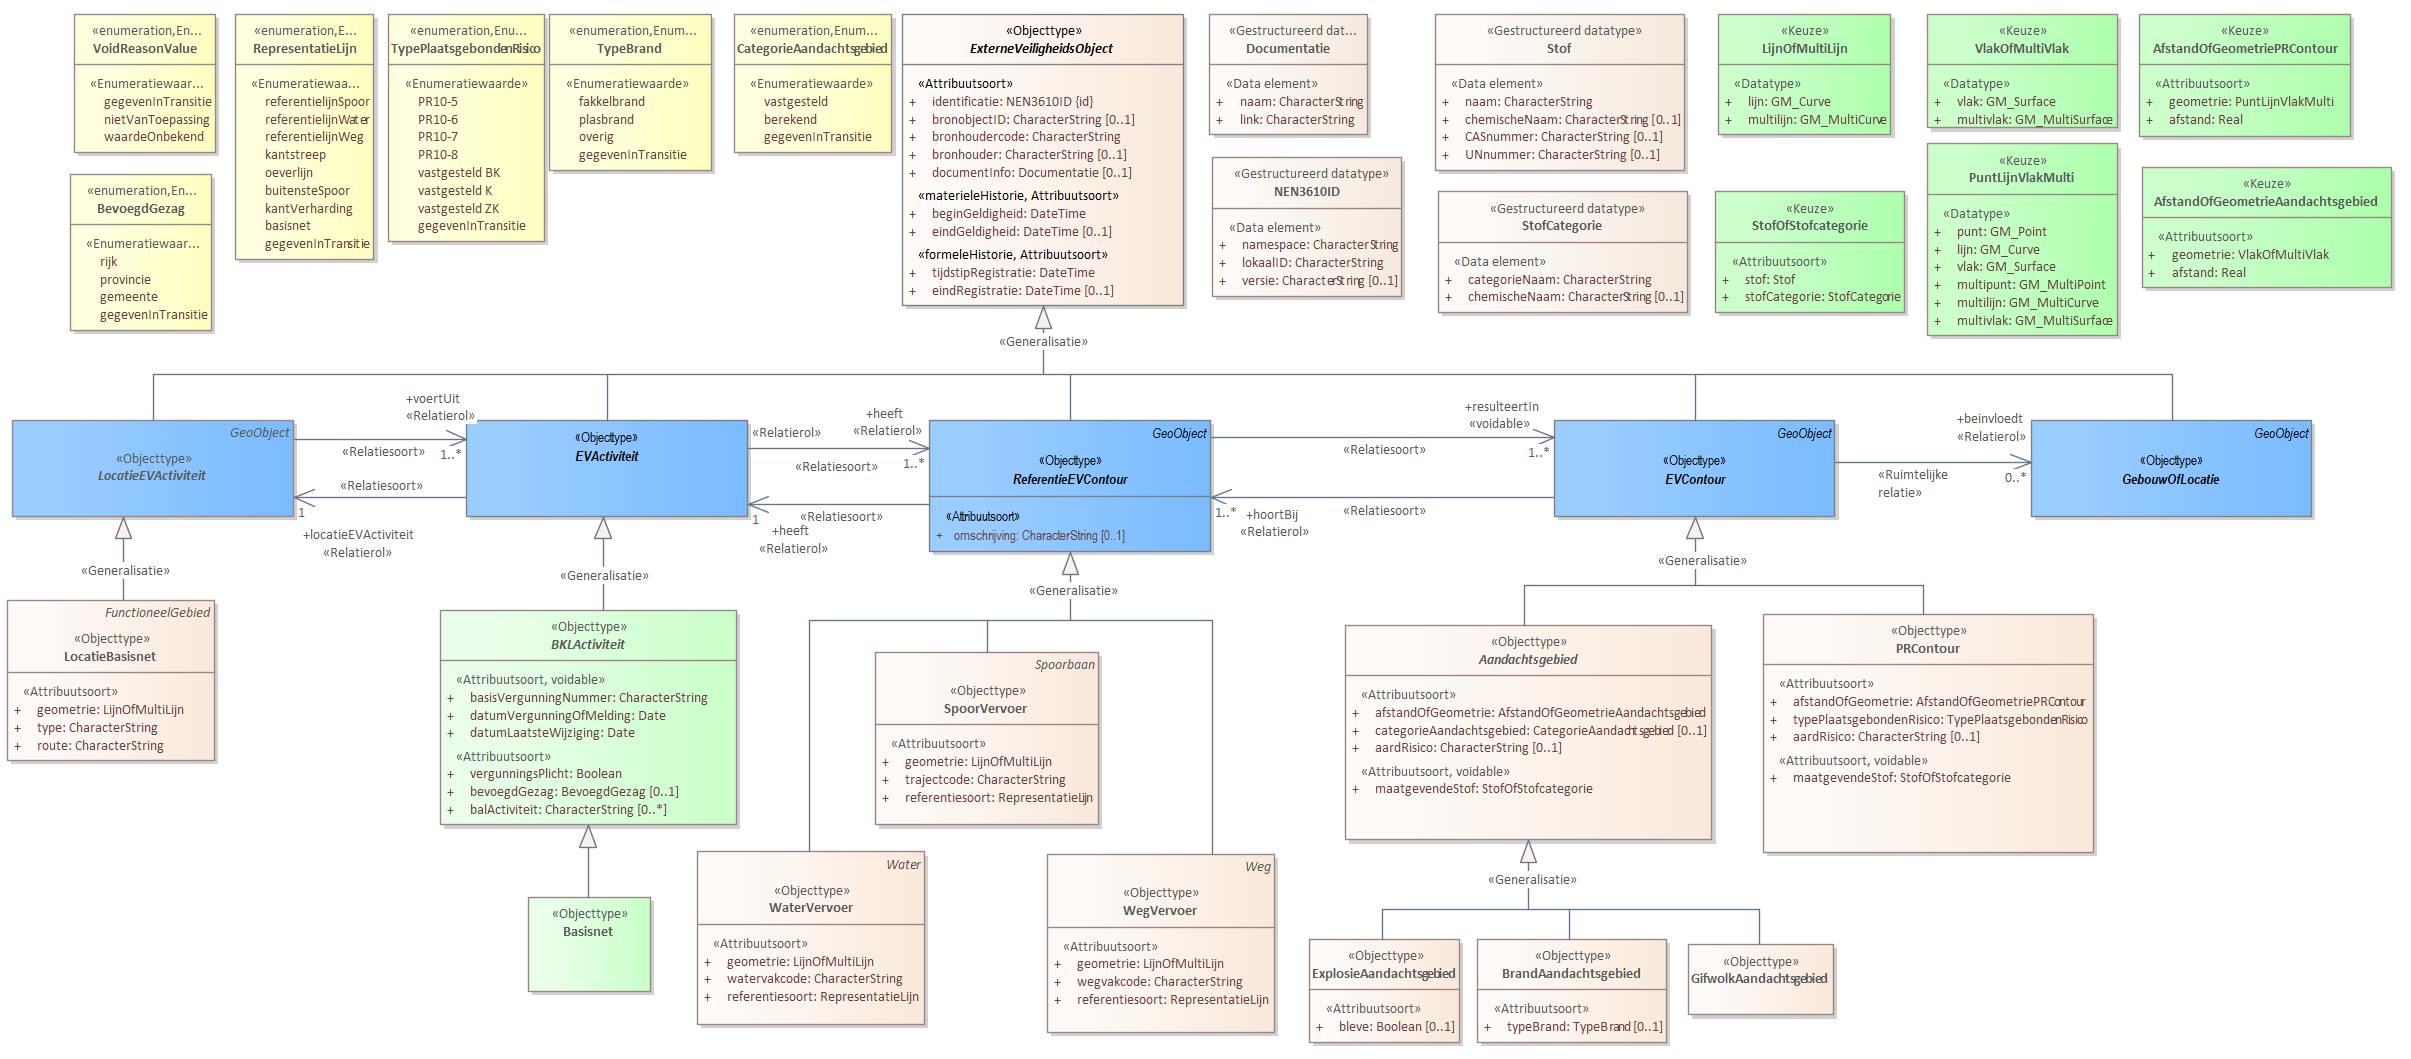 «enumeration,En...
VoidReasonValue
«Enumeratiewaar...
gegevenInTransitie
nietVanToepassing
waardeOnbekend
«enumeration,E...
RepresentatieLijn
«Enumeratiewaa...
referentielijnSpoor
referentielijnWater
referentielijnWeg
kantstreep
oeverlijn
buitensteSpoor
kantVerharding
basisnet
gegevenInTransitie
«enumeration,Enu...
TypePlaatsgebondenRisico
«Enumeratiewaarde»
PR10-5
PR10-6
PR10-7
PR10-8
vastgesteld BK
vastgesteld K
vastgesteld ZK
gegevenInTransitie
«enumeration,Enum...
TypeBrand
«Enumeratiewaarde»
fakkelbrand
plasbrand
overig
gegevenInTransitie
«enumeration,Enum...
CategorieAandachtsgebied
«Enumeratiewaarde»
vastgesteld
berekend
gegevenInTransitie
«enumeration,En...
BevoegdGezag
«Enumeratiewaar...
rijk
provincie
gemeente
gegevenInTransitie
«Objecttype»
ExterneVeiligheidsObject
«Attribuutsoort»
+ identificatie: NEN3610ID {id}
+ bronobjectID: CharacterString [0..1]
+ bronhoudercode: CharacterString
+ bronhouder: CharacterString [0..1]
+ documentInfo: Documentatie [0..1]
«materieleHistorie, Attribuutsoort»
+ beginGeldigheid: DateTime
+ eindGeldigheid: DateTime [0..1]
«formeleHistorie, Attribuutsoort»
+ tijdstipRegistratie: DateTime
+ eindRegistratie: DateTime [0..1]
«Gestructureerd dat...
Documentatie
«Data element»
+ naam: CharacterString
+ link: CharacterString
«Gestructureerd datatype»
NEN3610ID
«Data element»
+ namespace: CharacterString
+ lokaalID: CharacterString
+ versie: CharacterString [0..1]
«Gestructureerd datatype»
Stof
«Data element»
+ naam: CharacterString
+ chemischeNaam: CharacterString [0..1]
+ CASnummer: CharacterString [0..1]
+ UNnummer: CharacterString [0..1]
«Gestructureerd datatype»
StofCategorie
«Data element»
+ categorieNaam: CharacterString
+ chemischeNaam: CharacterString [0..1]
«Keuze»
LijnOfMultiLijn
«Datatype»
+ lijn: GM_Curve
+ multilijn: GM_MultiCurve
«Keuze»
StofOfStofcategorie
«Attribuutsoort»
+ stof: Stof
+ stofCategorie: StofCategorie
«Keuze»
VlakOfMultiVlak
«Datatype»
+ vlak: GM_Surface
+ multivlak: GM_MultiSurface
«Keuze»
PuntLijnVlakMulti
«Datatype»
+ punt: GM_Point
+ lijn: GM_Curve
+ vlak: GM_Surface
+ multipunt: GM_MultiPoint
+ multilijn: GM_MultiCurve
+ multivlak: GM_MultiSurface
«Keuze»
AfstandOfGeometriePRContour
«Attribuutsoort»
+ geometrie: PuntLijnVlakMulti
+ afstand: Real
«Keuze»
AfstandOfGeometrieAandachtsgebied
«Attribuutsoort»
+ geometrie: VlakOfMultiVlak
+ afstand: Real
«Generalisatie»
GeoObject
«Objecttype»
LocatieEVActiviteit
+voertUit
«Relatierol»
«Relatiesoort»
1..*
«Relatiesoort»
1
+locatieEVActiviteit
«Relatierol»
«Objecttype»
EVActiviteit
+heeft
«Relatierol»
«Relatierol»
«Relatiesoort»
1..*
«Relatiesoort»
1
+heeft
«Relatierol»
GeoObject
«Objecttype»
ReferentieEVContour
«Attribuutsoort»
+ omschrijving: CharacterString [0..1]
+resulteertIn
«voidable»
«Relatiesoort»
1..*
1..*
+hoortBij
«Relatierol»
«Relatiesoort»
GeoObject
«Objecttype»
EVContour
+beinvloedt
«Relatierol»
«Ruimtelijke
relatie»
0..*
GeoObject
«Objecttype»
GebouwOfLocatie
«Generalisatie»
«Generalisatie»
«Generalisatie»
«Generalisatie»
FunctioneelGebied
«Objecttype»
LocatieBasisnet
«Attribuutsoort»
+ geometrie: LijnOfMultiLijn
+ type: CharacterString
+ route: CharacterString
«Objecttype»
BKLActiviteit
«Attribuutsoort, voidable»
+ basisVergunningNummer: CharacterString
+ datumVergunningOfMelding: Date
+ datumLaatsteWijziging: Date
«Attribuutsoort»
+ vergunningsPlicht: Boolean
+ bevoegdGezag: BevoegdGezag [0..1]
+ balActiviteit: CharacterString [0..*]
«Objecttype»
Basisnet
Spoorbaan
«Objecttype»
SpoorVervoer
«Attribuutsoort»
+ geometrie: LijnOfMultiLijn
+ trajectcode: CharacterString
+ referentiesoort: RepresentatieLijn
Water
«Objecttype»
WaterVervoer
«Attribuutsoort»
+ geometrie: LijnOfMultiLijn
+ watervakcode: CharacterString
+ referentiesoort: RepresentatieLijn
Weg
«Objecttype»
WegVervoer
«Attribuutsoort»
+ geometrie: LijnOfMultiLijn
+ wegvakcode: CharacterString
+ referentiesoort: RepresentatieLijn
«Objecttype»
Aandachtsgebied
«Attribuutsoort»
+ afstandOfGeometrie: AfstandOfGeometrieAandachtsgebied
+ categorieAandachtsgebied: CategorieAandachtsgebied [0..1]
+ aardRisico: CharacterString [0..1]
«Attribuutsoort, voidable»
+ maatgevendeStof: StofOfStofcategorie
«Objecttype»
PRContour
«Attribuutsoort»
+ afstandOfGeometrie: AfstandOfGeometriePRContour
+ typePlaatsgebondenRisico: TypePlaatsgebondenRisico
+ aardRisico: CharacterString [0..1]
«Attribuutsoort, voidable»
+ maatgevendeStof: StofOfStofcategorie
«Generalisatie»
«Objecttype»
ExplosieAandachtsgebied
«Attribuutsoort»
+ bleve: Boolean [0..1]
«Objecttype»
BrandAandachtsgebied
«Attribuutsoort»
+ typeBrand: TypeBrand [0..1]
«Objecttype»
GifwolkAandachtsgebied